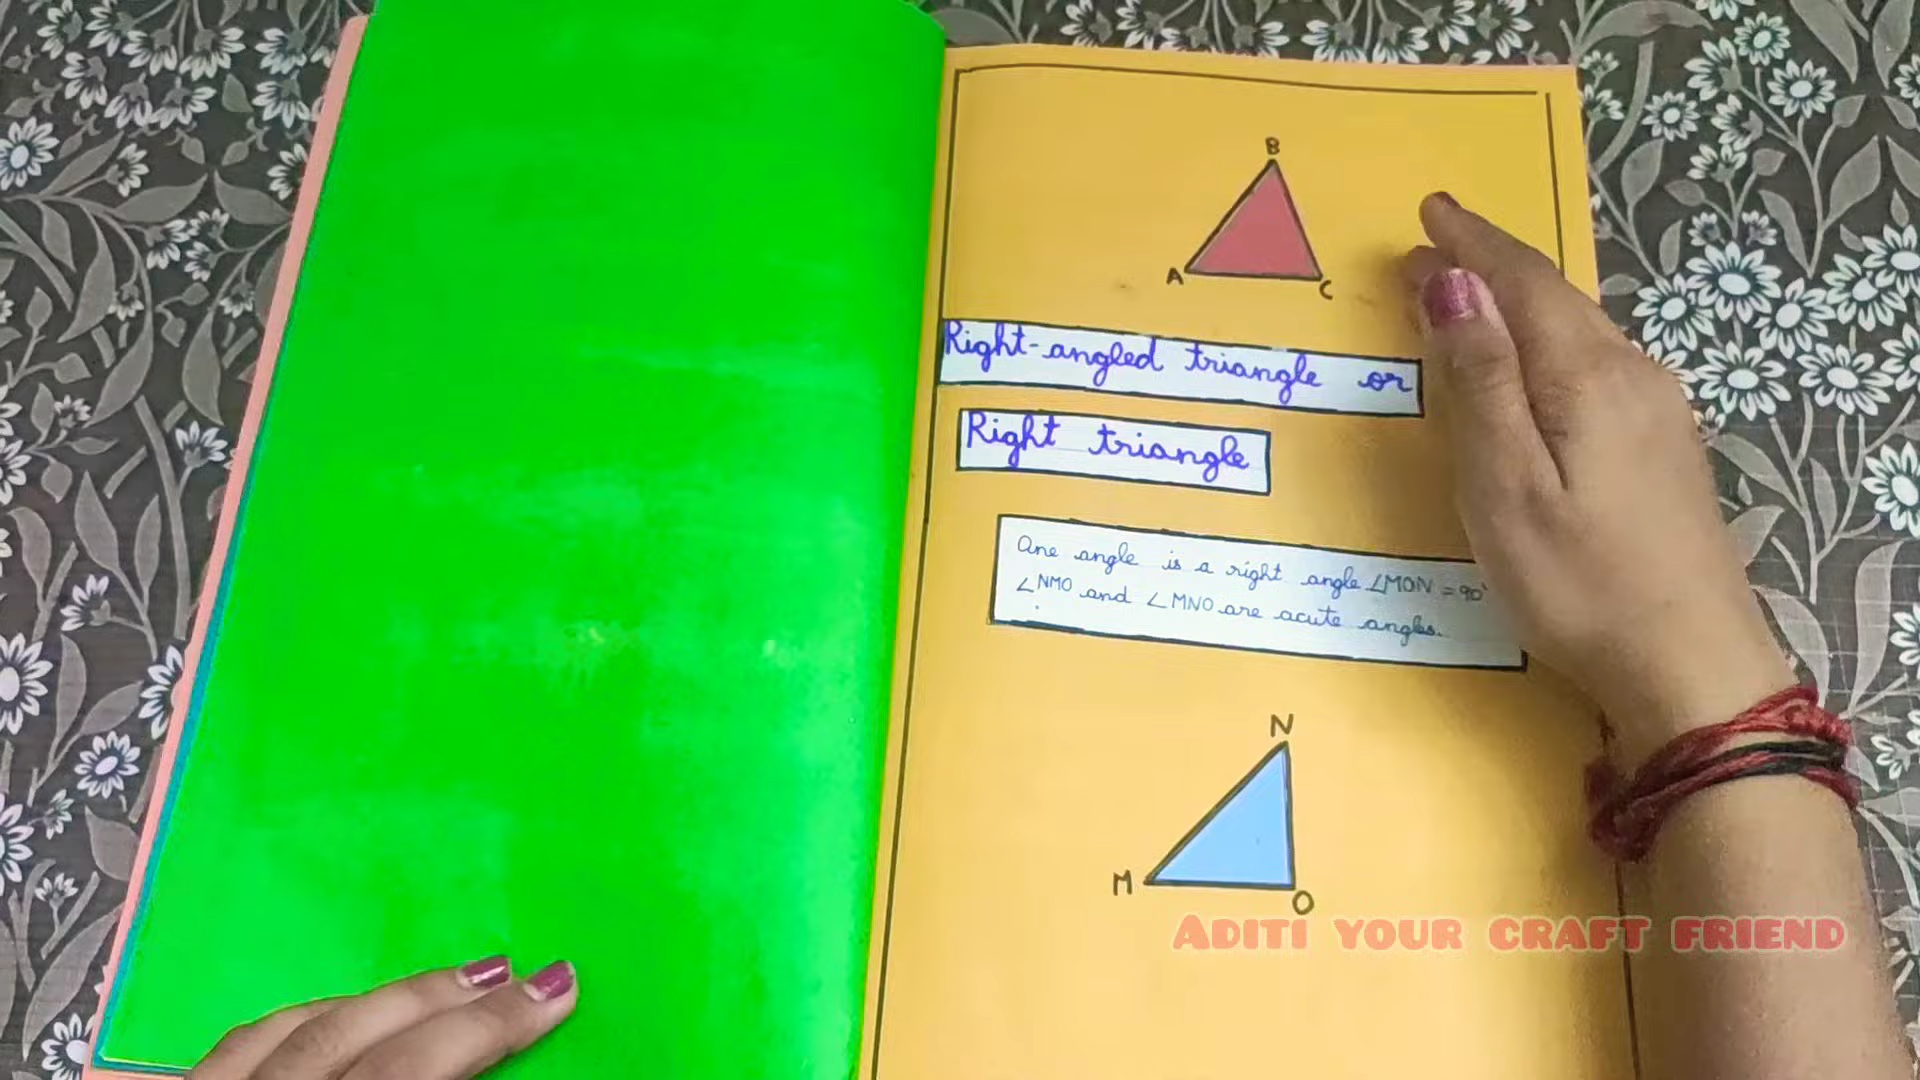 B
A
C
Right-angled triangle or
Right triangle
One angle is a right angle ∠MON = 90°
∠NMO and ∠MNO are acute angles.
N
M
O
ADITI YOUR CRAFT FRIEND